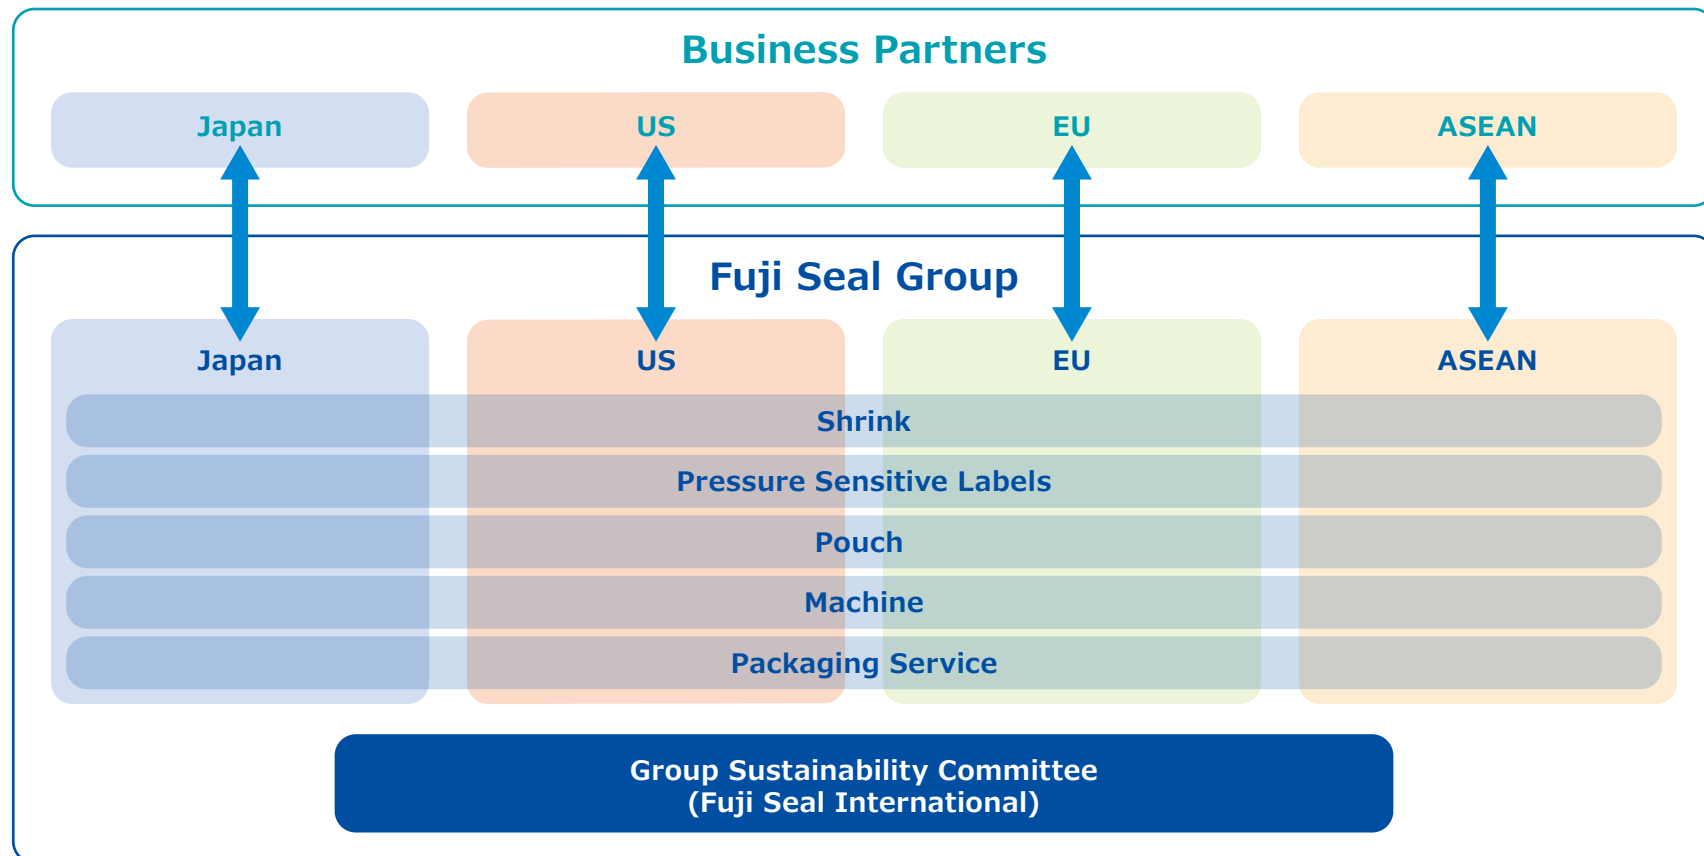 Business Partners
Japan
US
EU
ASEAN
Fuji Seal Group
Japan
US
EU
ASEAN
Shrink
Pressure Sensitive Labels
Pouch
Machine
Packaging Service
Group Sustainability Committee
(Fuji Seal International)